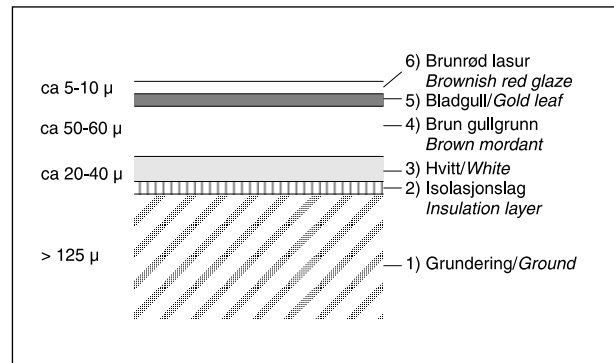 6) Brunrød lasur
Brownish red glaze
ca 5-10 µ
5) Bladgull/Gold leaf
ca 50-60 µ
4) Brun gullgrunn
Brown mordant
ca 20-40 µ
3) Hvitt/White
2) Isolasjonslag
Insulation layer
> 125 µ
1) Grundering/Ground